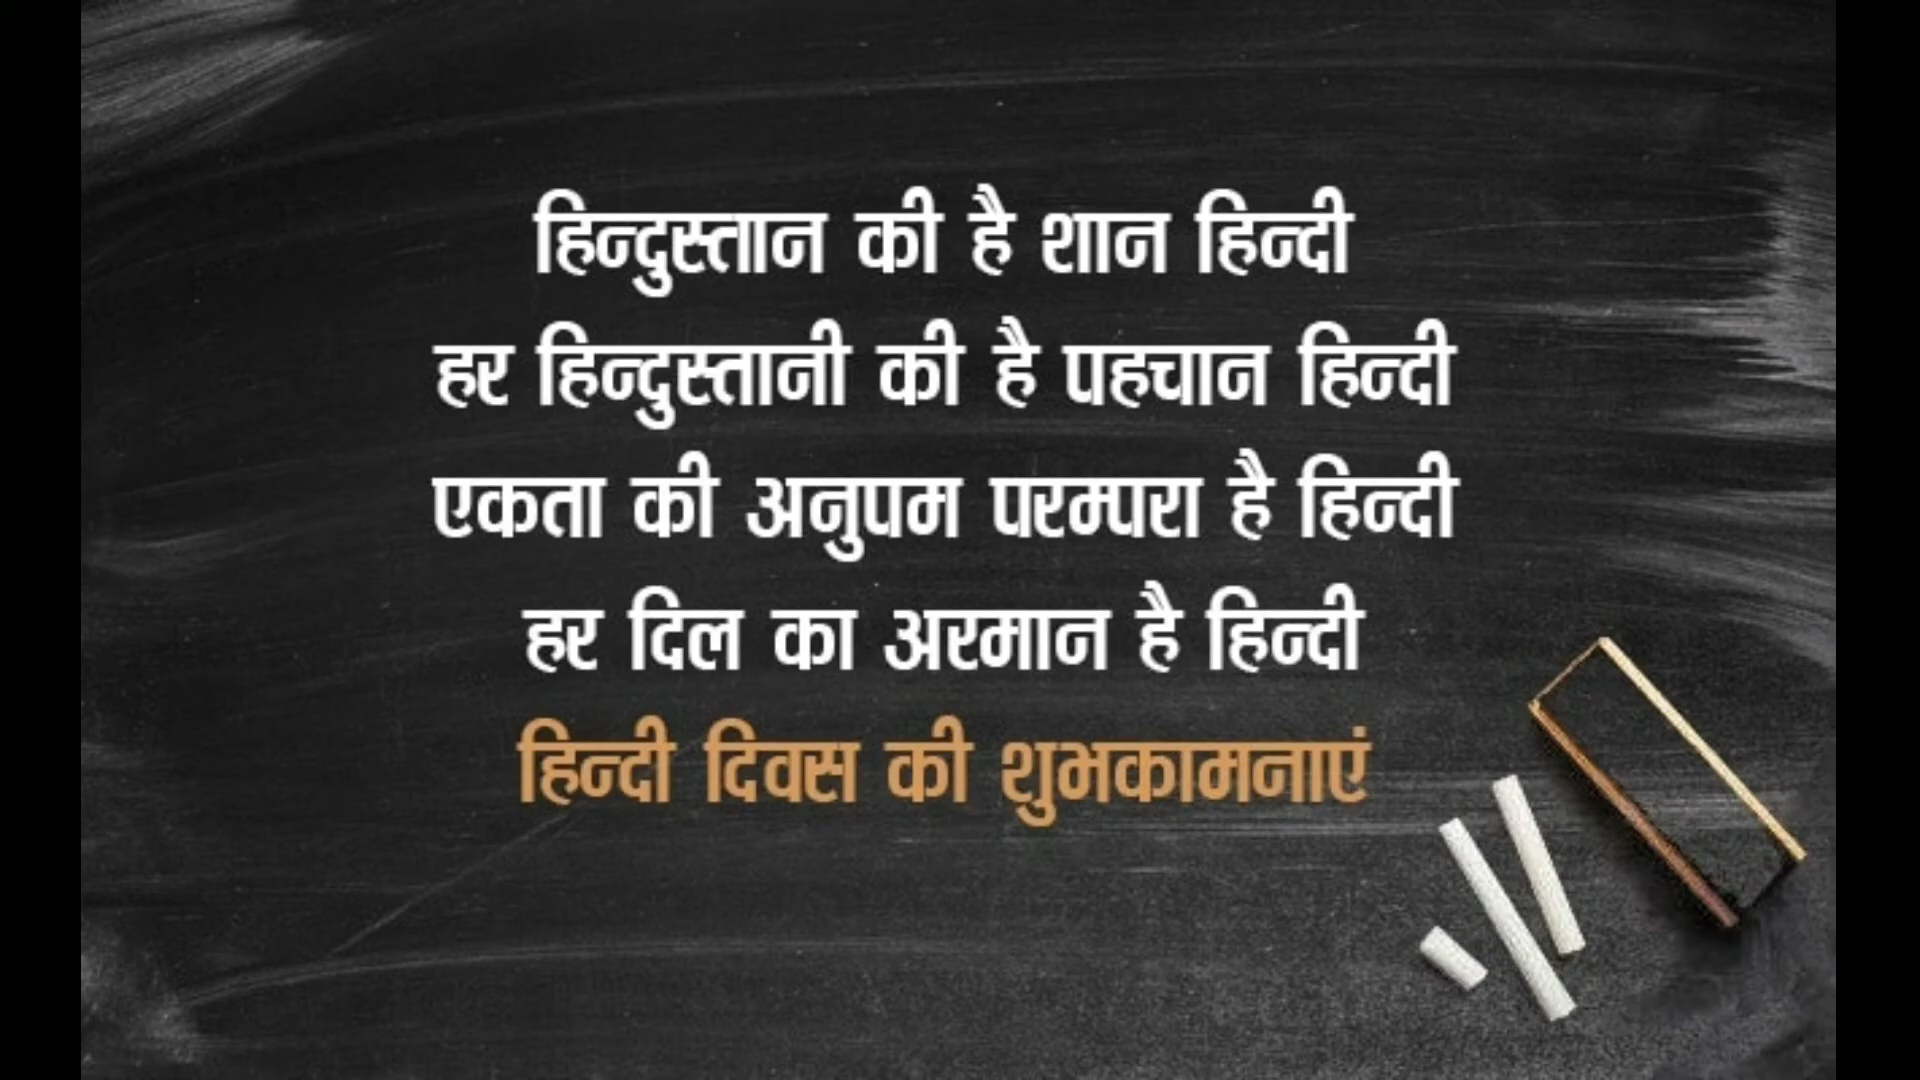 हिन्दुस्तान की है शान हिन्दी
हर हिन्दुस्तानी की है पहचान हिन्दी
एकता की अनुपम परम्परा है हिन्दी
हर दिल का अरमान है हिन्दी
हिन्दी दिवस की शुभकामनाएं